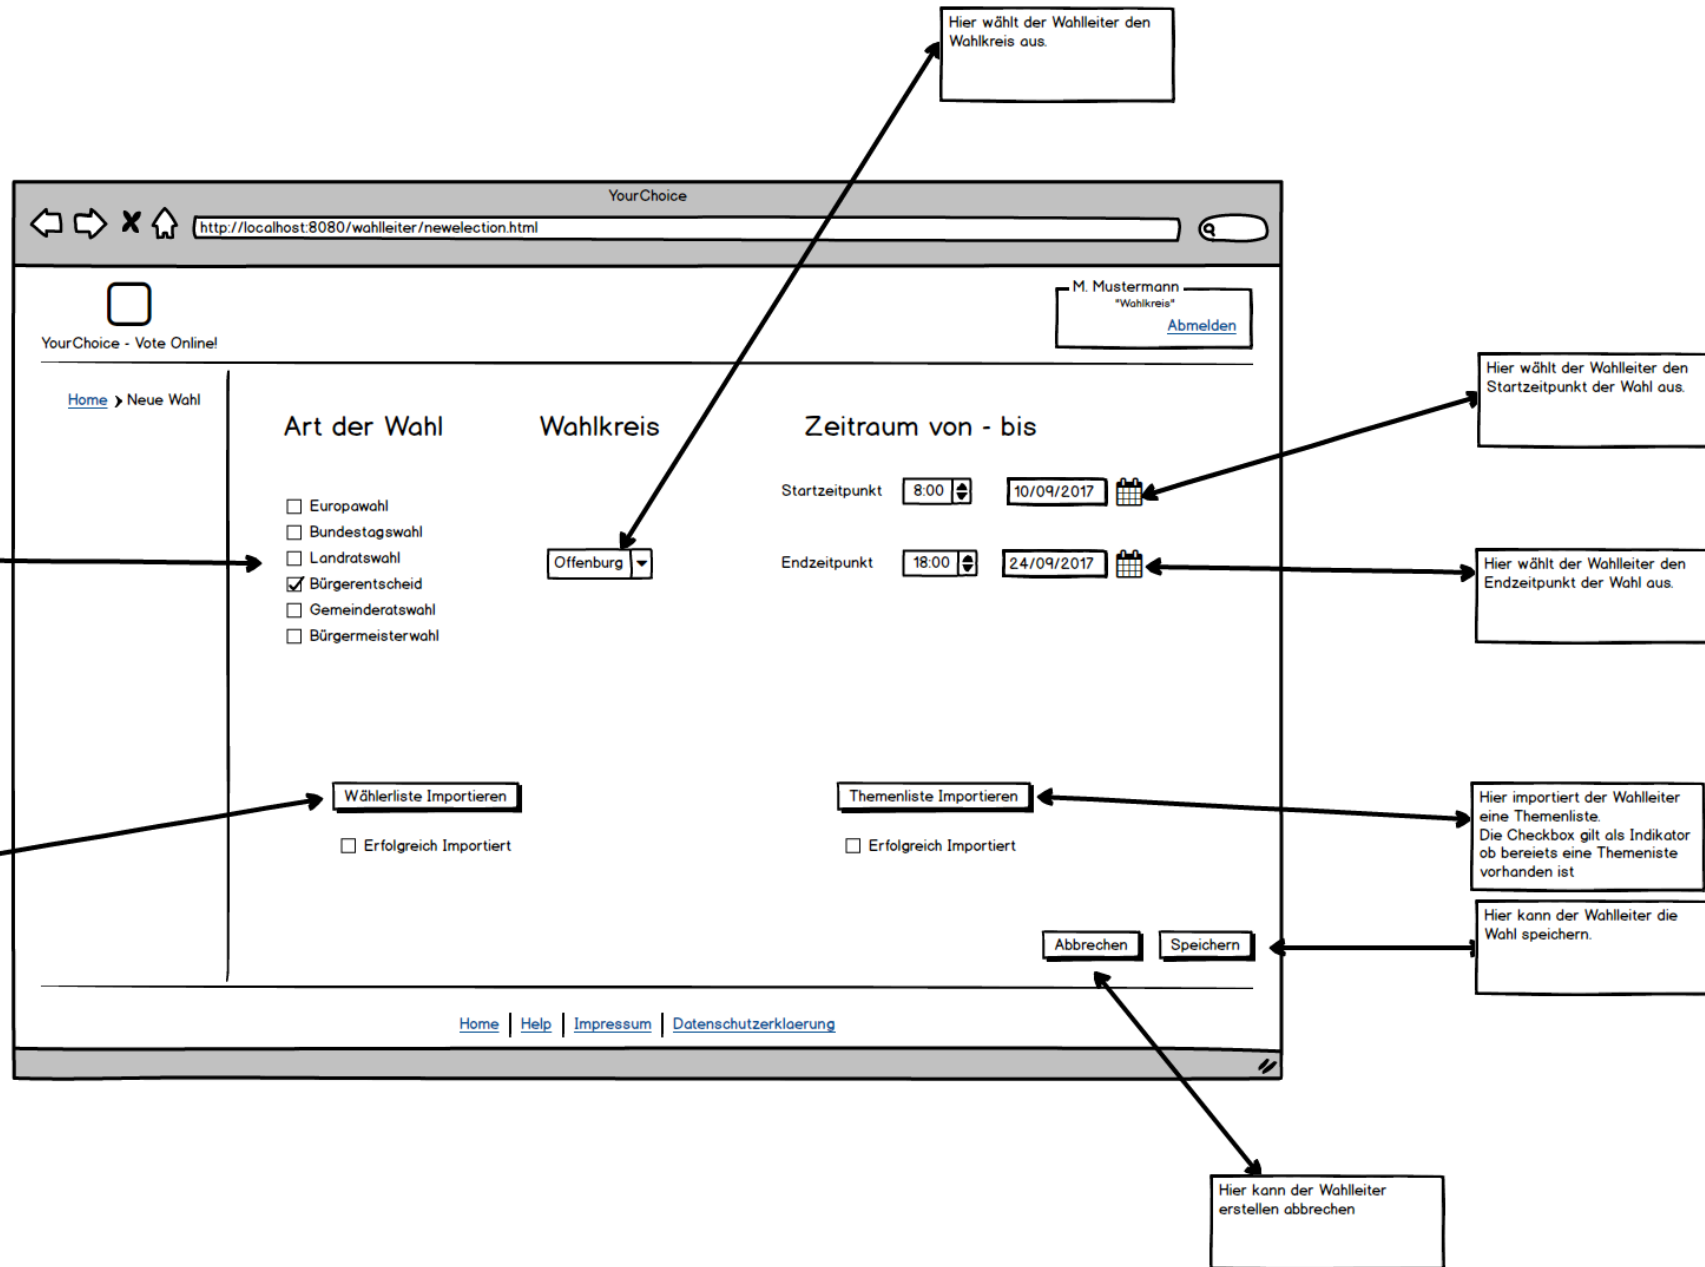 Hier wählt der Wahlleiter den
Wahlkreis aus.
YourChoice
http://localhost:8080/wahlleiter/newelection.html
M. Mustermann
"Wahlkreis"
Abmelden
YourChoice - Vote Online!
Home > Neue Wahl
Art der Wahl
Europawahl
Bundestagswahl
Landratswahl
Bürgerentscheid
Gemeinderatswahl
Bürgermeisterwahl
Wahlkreis
Offenburg
Zeitraum von - bis
Startzeitpunkt 8:00 10/09/2017
Endzeitpunkt 18:00 24/09/2017
Hier wählt der Wahlleiter den
Startzeitpunkt der Wahl aus.
Hier wählt der Wahlleiter den
Endzeitpunkt der Wahl aus.
Wählerliste Importieren
Erfolgreich Importiert
Themenliste Importieren
Erfolgreich Importiert
Hier importiert der Wahlleiter
eine Themenliste.
Die Checkbox gilt als Indikator
ob bereiets eine Themeniste
vorhanden ist
Abbrechen
Speichern
Hier kann der Wahlleiter die
Wahl speichern.
Home | Help | Impressum | Datenschutzerklaerung
Hier kann der Wahlleiter
erstellen abbrechen